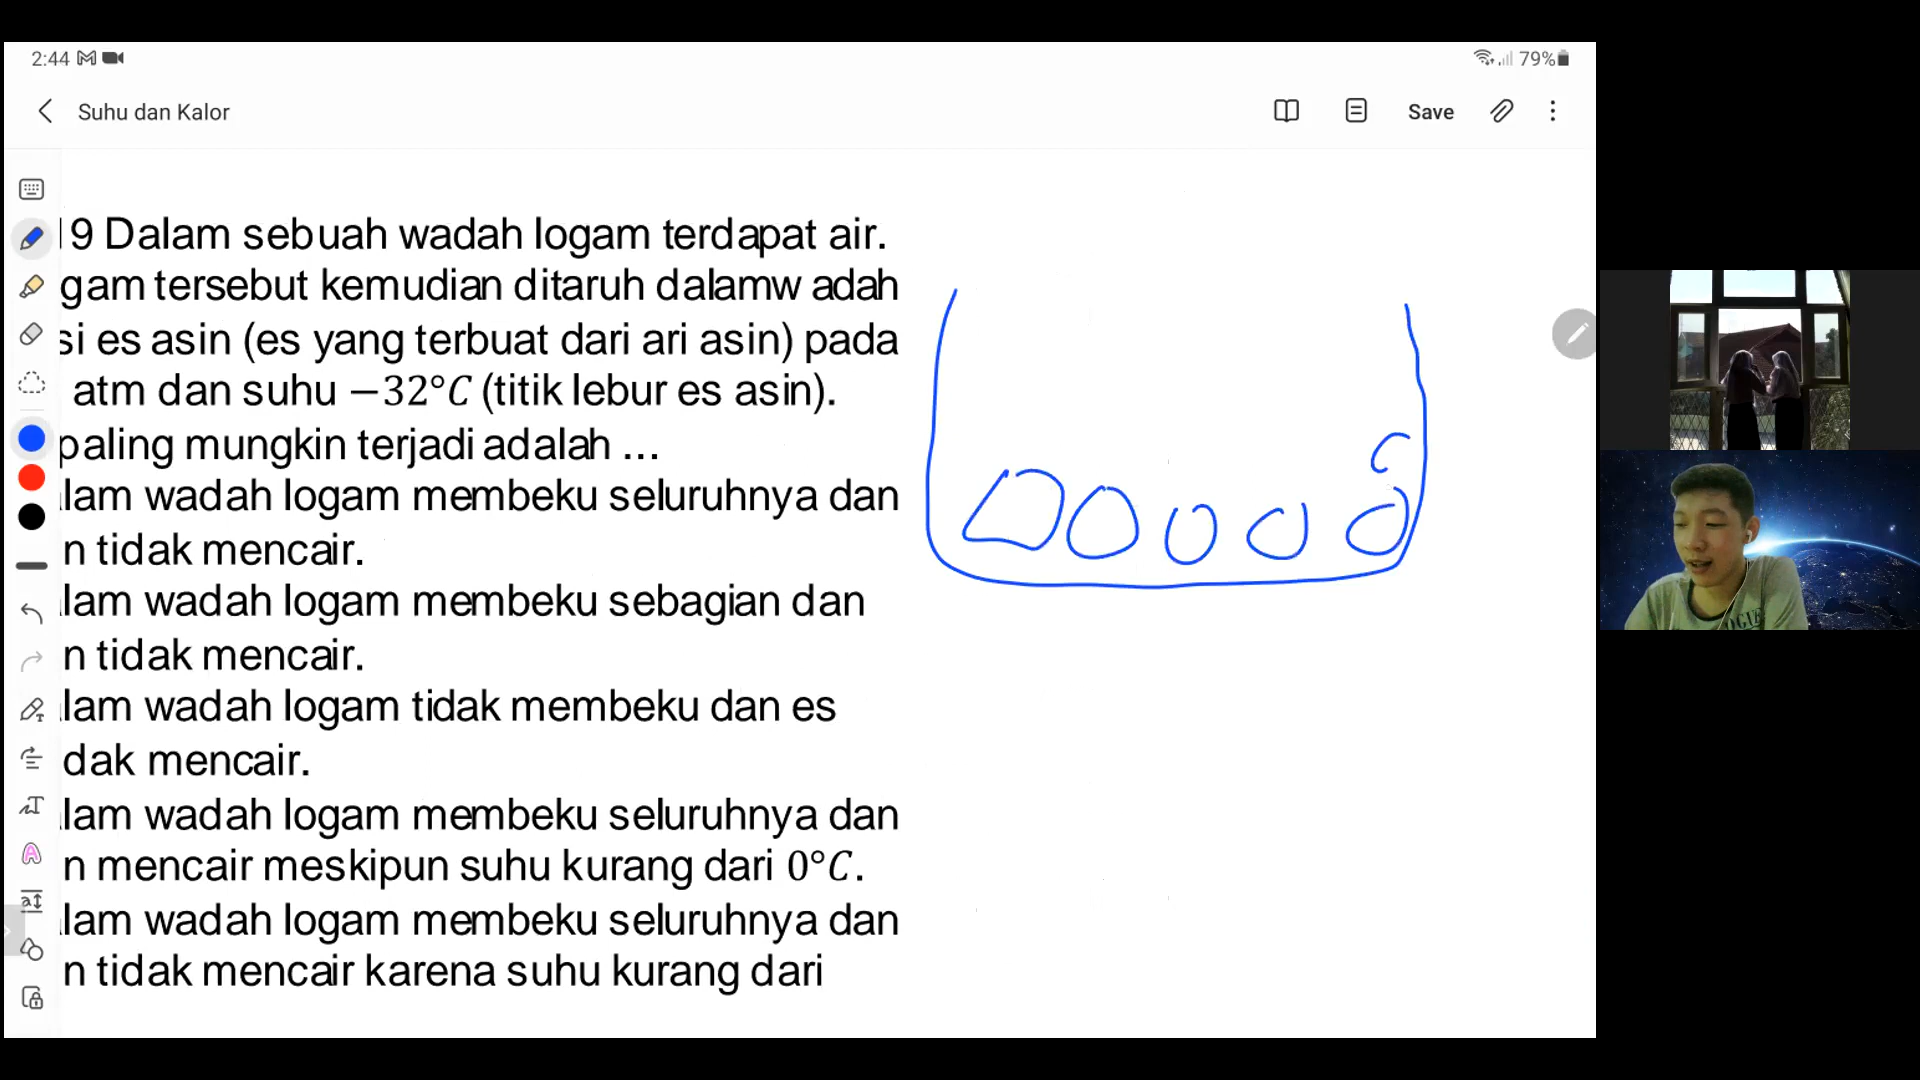 2:44
79%
Suhu dan Kalor
Save
19 Dalam sebuah wadah logam terdapat air.
gam tersebut kemudian ditaruh dalamw adah
si es asin (es yang terbuat dari ari asin) pada
atm dan suhu −32°C (titik lebur es asin).
paling mungkin terjadi adalah ...
lam wadah logam membeku seluruhnya dan
n tidak mencair.
lam wadah logam membeku sebagian dan
n tidak mencair.
lam wadah logam tidak membeku dan es
dak mencair.
lam wadah logam membeku seluruhnya dan
n mencair meskipun suhu kurang dari 0°C.
lam wadah logam membeku seluruhnya dan
n tidak mencair karena suhu kurang dari